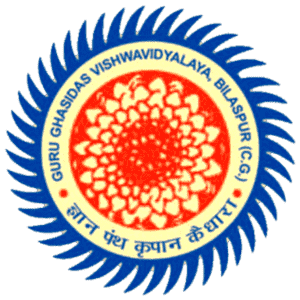 GURU GHASIDAS VISHWAVIDYALAYA, BILASPUR (C.G.)
ज्ञान पंथ कृपान कै धारा